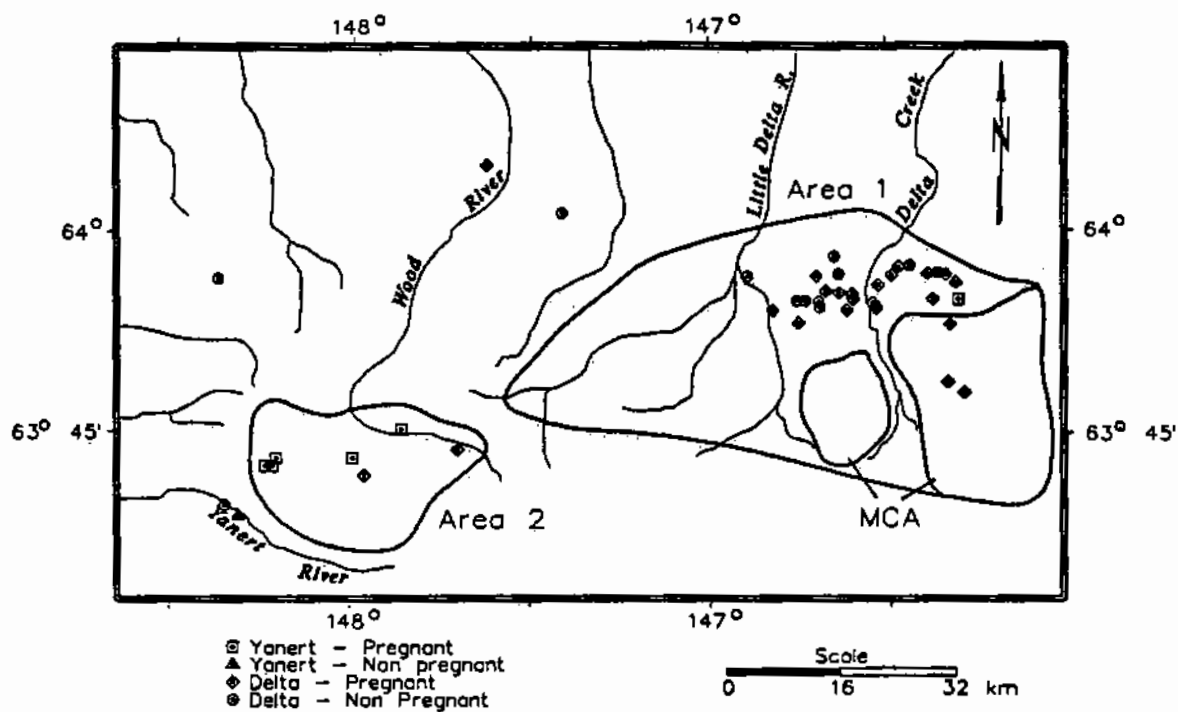 148° 147°
N
Little Delta R.
Creek
Delta
Area 1
Wood River
64° 64°
63° 45' 63° 45'
Area 2
MCA
Yanert River
148° 147°
Yanert – Pregnant
Yanert – Non pregnant
Delta – Pregnant
Delta – Non Pregnant
Scale
0 16 32 km